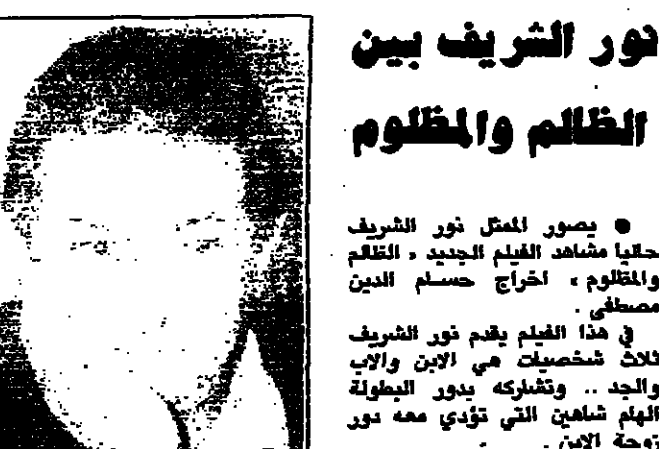 نور الشريف بين
الظالم والمظلوم
● يصور الممثل نور الشريف
حاليا مشاهد الفيلم الجديد « الظالم
والمظلوم » اخراج حسام الدين
مصطفى .
في هذا الفيلم يقدم نور الشريف
ثلاث شخصيات هي الابن والاب
والجد .. وتشاركه بدور البطولة
الهام شاهين التي تؤدي معه دور
زوجة الابن .